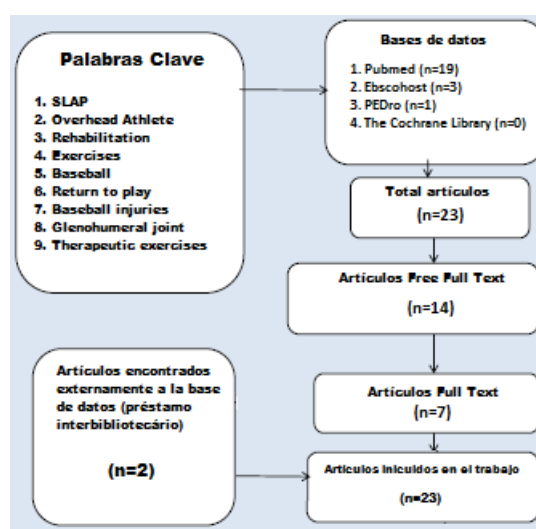 Palabras Clave
1. SLAP
2. Overhead Athlete
3. Rehabilitation
4. Exercises
5. Baseball
6. Return to play
7. Baseball injuries
8. Glenohumeral joint
9. Therapeutic exercises
Bases de datos
1. Pubmed (n=19)
2. Ebscohost (n=3)
3. PEDro (n=1)
4. The Cochrane Library (n=0)
Total artículos
(n=23)
Artículos Free Full Text
(n=14)
Artículos Full Text
(n=7)
Artículos encontrados
externamente a la base
de datos (préstamo
interbibliotecário)
(n=2)
Artículos inicuidos en el trabajo
(n=23)